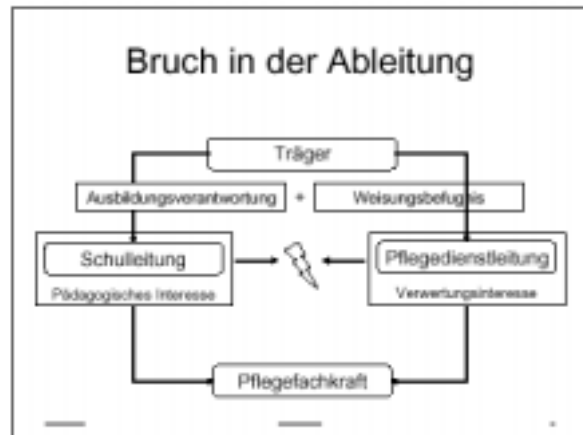 Bruch in der Ableitung
Träger
Ausbildungsverantwortung + Weisungsbefugnis
Schulleitung
Pflegedienstleitung
Pädagogisches Interesse
Verwertungsinteresse
Pflegefachkraft